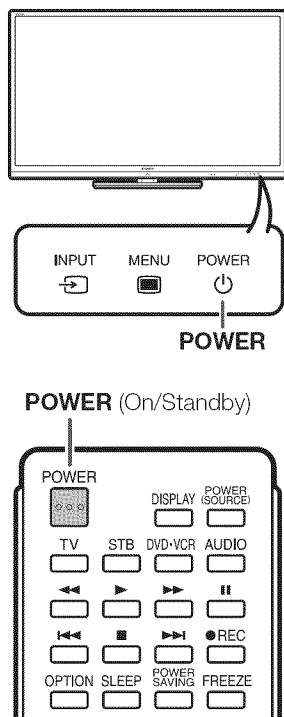 INPUT MENU POWER
POWER
POWER (On/Standby)
POWER
DISPLAY POWER (SOURCE)
TV STB DVD•VCR AUDIO
REC
OPTION SLEEP POWER SAVING FREEZE